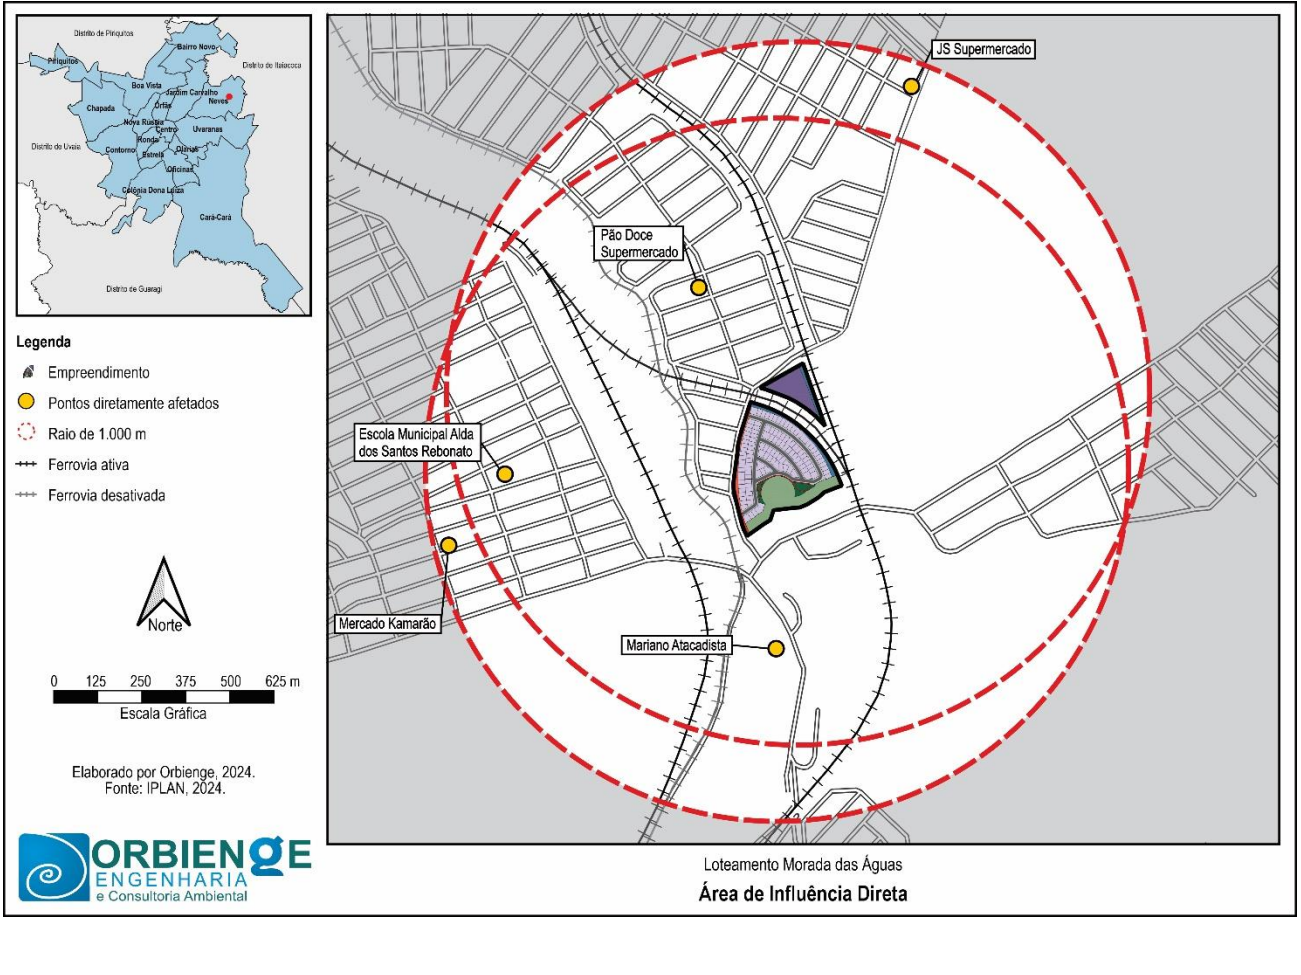 Distrito de Piriquitos
Bairro Novo
Piriquitos
Distrito de Itaiacoca
Boa Vista
Jardim Carvalho
Neves
Chapada
Órfãs
Nova Rússia
Centro
Uvaranas
Ronda
Distrito de Uvaia
Contorno
Estrela
Olarias
Oficinas
Colônia Dona Luíza
Cará-Cará
Distrito de Guaragi
Legenda
Empreendimento
Pontos diretamente afetados
Raio de 1.000 m
Ferrovia ativa
Ferrovia desativada
Norte
0 125 250 375 500 625 m
Escala Gráfica
Elaborado por Orbienge, 2024.
Fonte: IPLAN, 2024.
ORBIENGE
ENGENHARIA
e Consultoria Ambiental
JS Supermercado
Pão Doce
Supermercado
Escola Municipal Alda
dos Santos Rebonato
Mercado Kamarão
Mariano Atacadista
Loteamento Morada das Águas
Área de Influência Direta